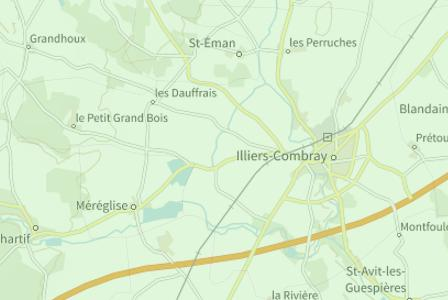 Grandhoux
St-Éman
les Perruches
les Dauffrais
Blandain
le Petit Grand Bois
Prétou
Illiers-Combray
Méréglise
hartif
Montfoulo
St-Avit-les-
Guespières
la Rivière